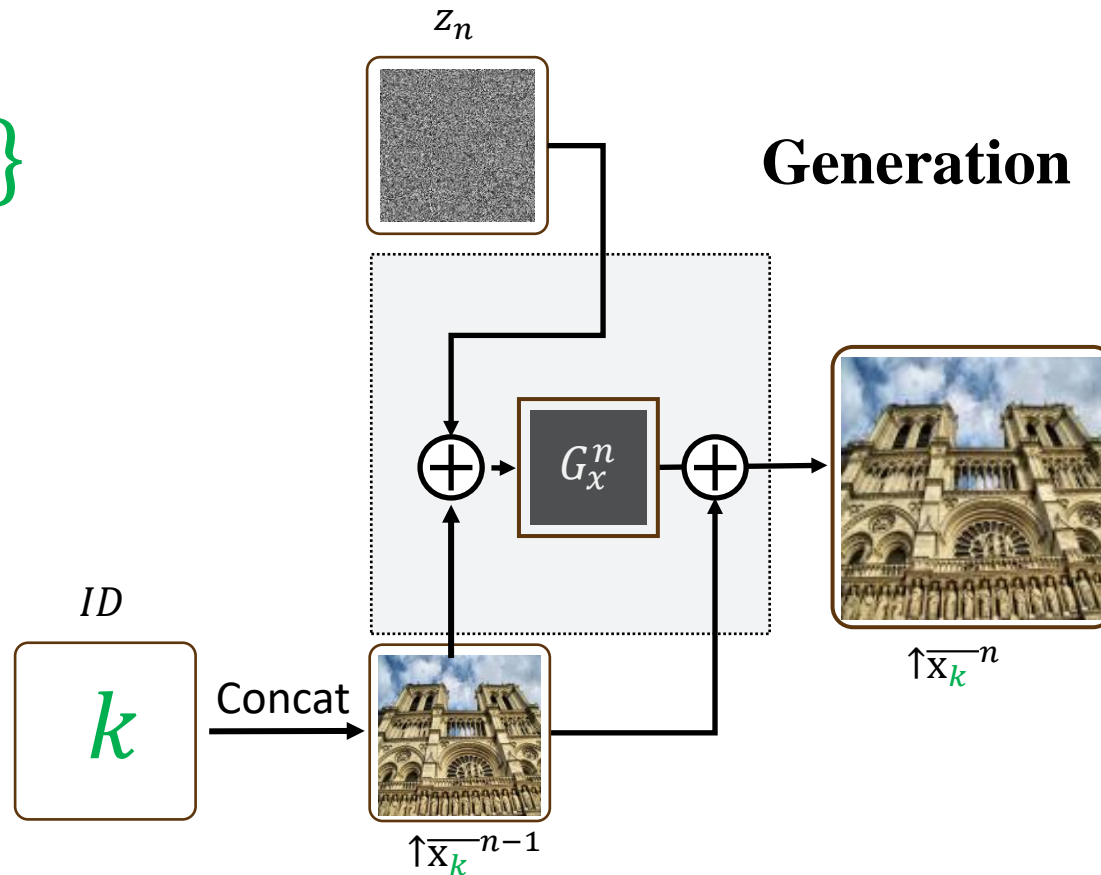 z_n
}
Generation
G_x^n
ID
k
Concat
↑x̅_k^n
↑x̅_k^{n−1}